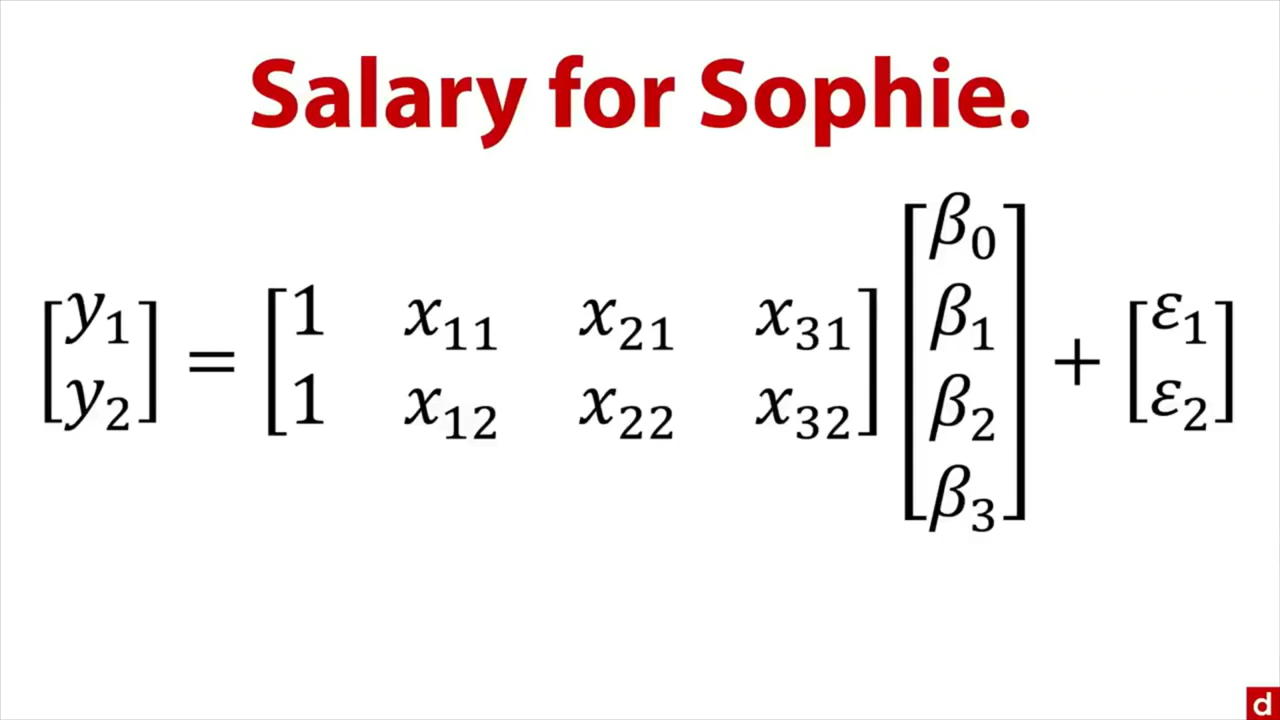 Salary for Sophie.
[y₁ y₂] = [1 x₁₁ x₂₁ x₃₁; 1 x₁₂ x₂₂ x₃₂] [β₀ β₁ β₂ β₃] + [ε₁ ε₂]
d